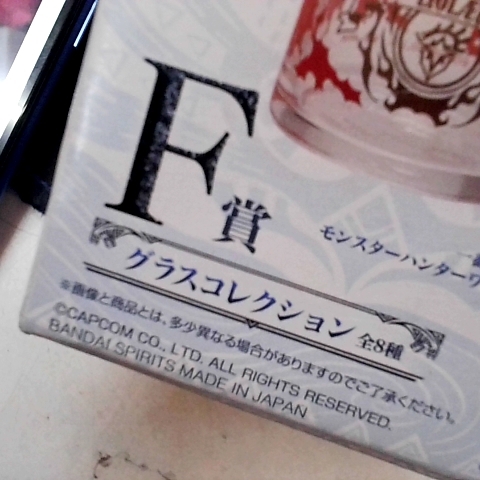 F賞
モンスターハンターワ
グラスコレクション 全8種
※画像と商品とは、多少異なる場合がありますのでご了承ください。
©CAPCOM CO., LTD. ALL RIGHTS RESERVED.
BANDAI SPIRITS MADE IN JAPAN